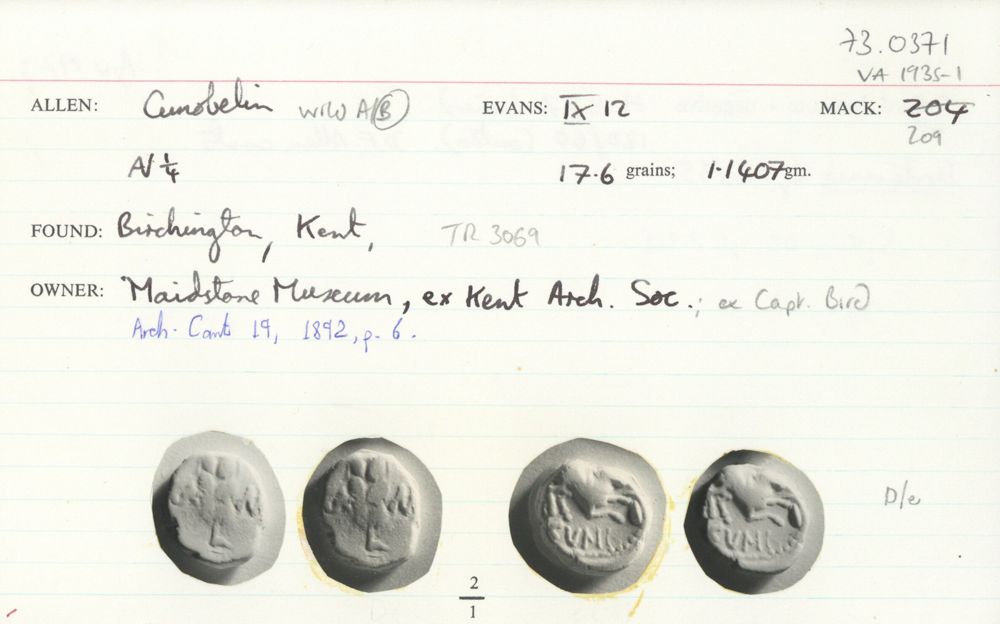 73.0371
VA 1935-1
ALLEN: Cunobelin wild A/B EVANS: IX 12 MACK: 204
209
A/ 1/4 17.6 grains; 1.1407 gm.
FOUND: Birchington, Kent, TR 3069
OWNER: Maidstone Museum, ex Kent Arch. Soc.; ex Capt. Bird
Arch. Cant 19, 1892, p. 6.
CUNI
CUNI
D/e
2
1